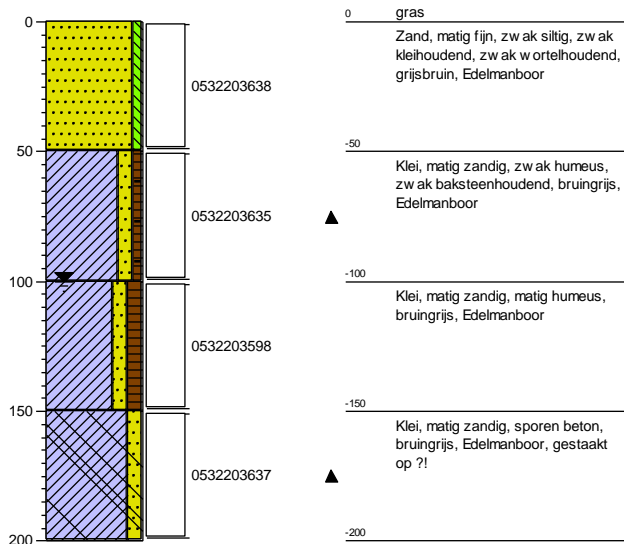 0
0532203638
50
0532203635
100
0532203598
150
0532203637
200
0 gras
Zand, matig fijn, zwak siltig, zwak
kleihoudend, zwak wortelhoudend,
grijsbruin, Edelmanboor
-50
Klei, matig zandig, zwak humeus,
zwak baksteenhoudend, bruingrijs,
Edelmanboor
-100
Klei, matig zandig, matig humeus,
bruingrijs, Edelmanboor
-150
Klei, matig zandig, sporen beton,
bruingrijs, Edelmanboor, gestaakt
op ?!
-200